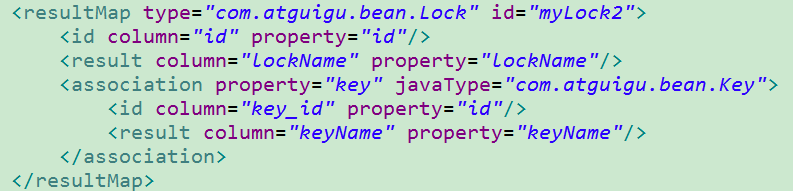 <resultMap type="com.atguigu.bean.Lock" id="myLock2">
<id column="id" property="id"/>
<result column="lockName" property="lockName"/>
<association property="key" javaType="com.atguigu.bean.Key">
<id column="key_id" property="id"/>
<result column="keyName" property="keyName"/>
</association>
</resultMap>